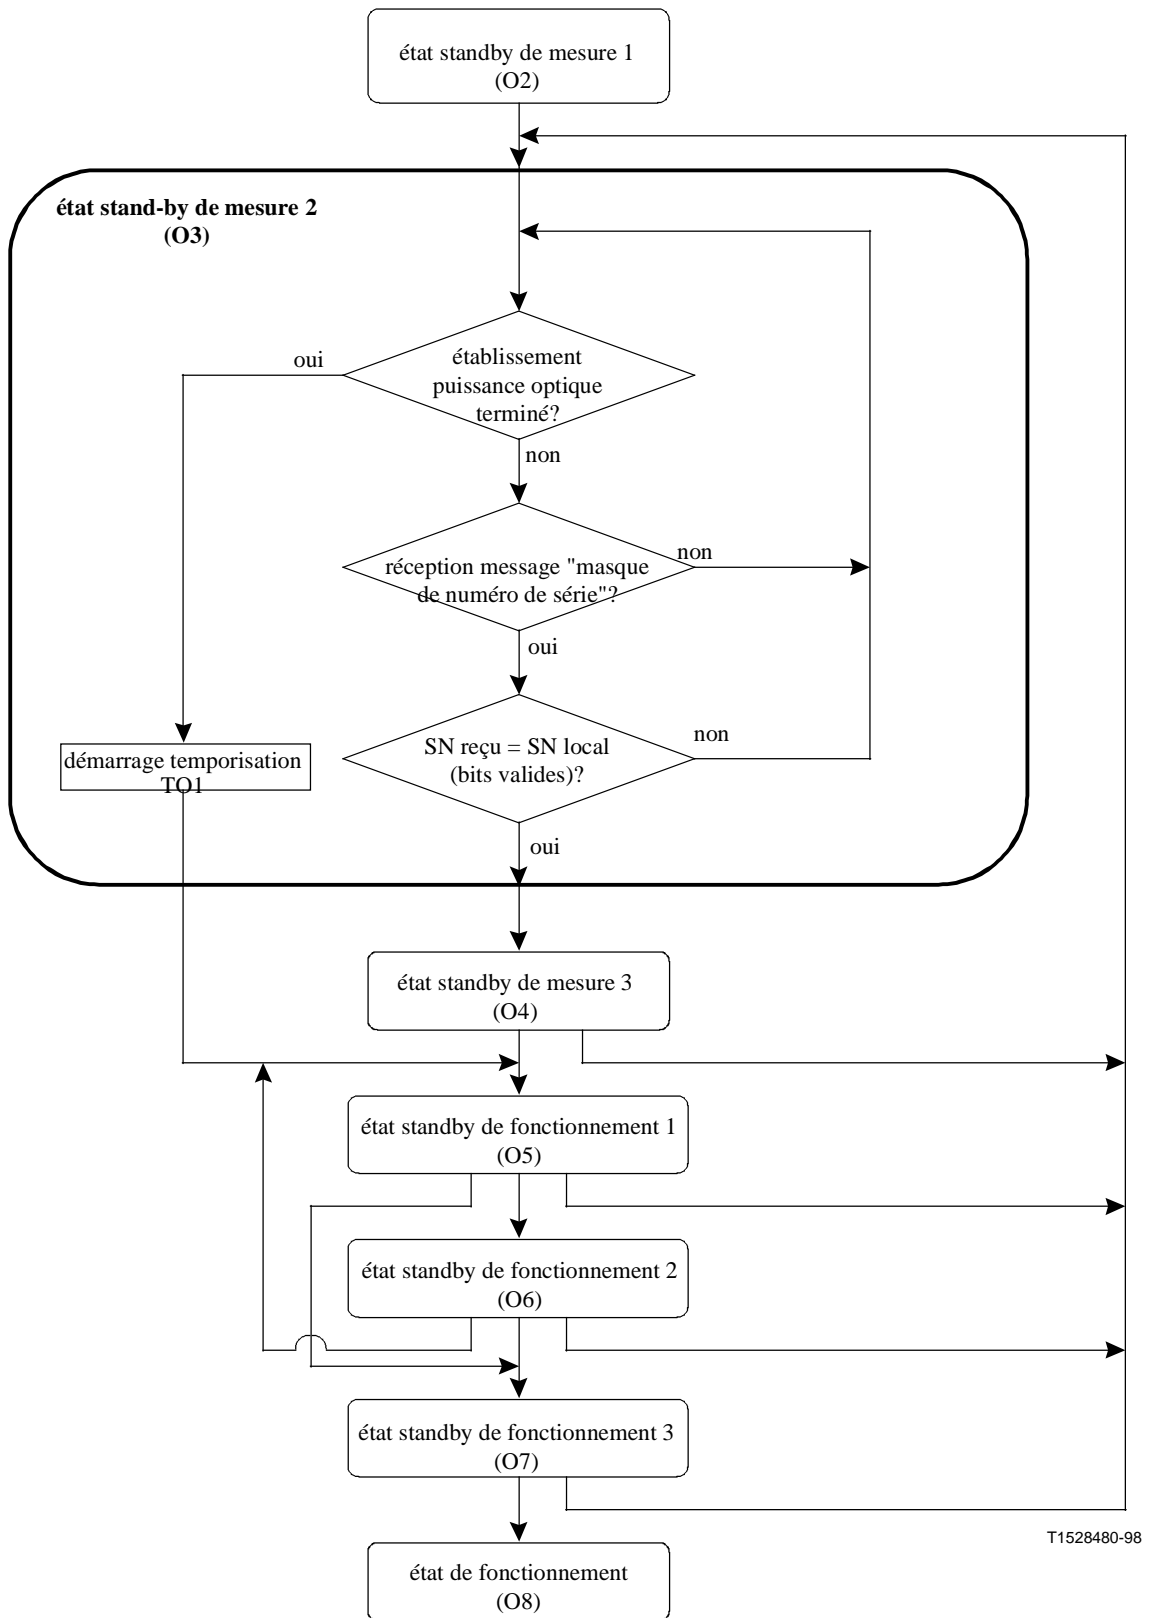 état standby de mesure 1
(O2)
état stand-by de mesure 2
(O3)
oui
établissement
puissance optique
terminé?
non
réception message "masque
de numéro de série"?
non
oui
SN reçu = SN local
(bits valides)?
non
démarrage temporisation
TO1
oui
état standby de mesure 3
(O4)
état standby de fonctionnement 1
(O5)
état standby de fonctionnement 2
(O6)
état standby de fonctionnement 3
(O7)
T1528480-98
état de fonctionnement
(O8)